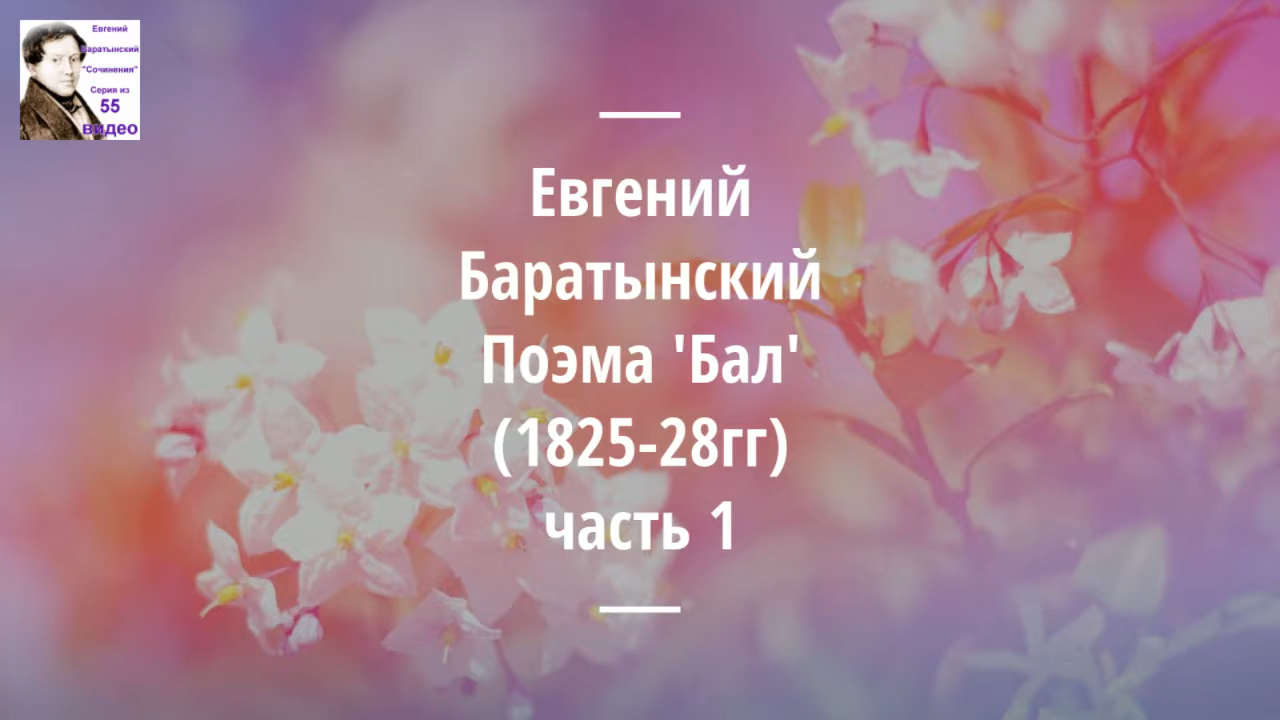 Евгений
Баратынский
"Сочинения"
Серия из
55
видео
Евгений
Баратынский
Поэма 'Бал'
(1825-28гг)
часть 1